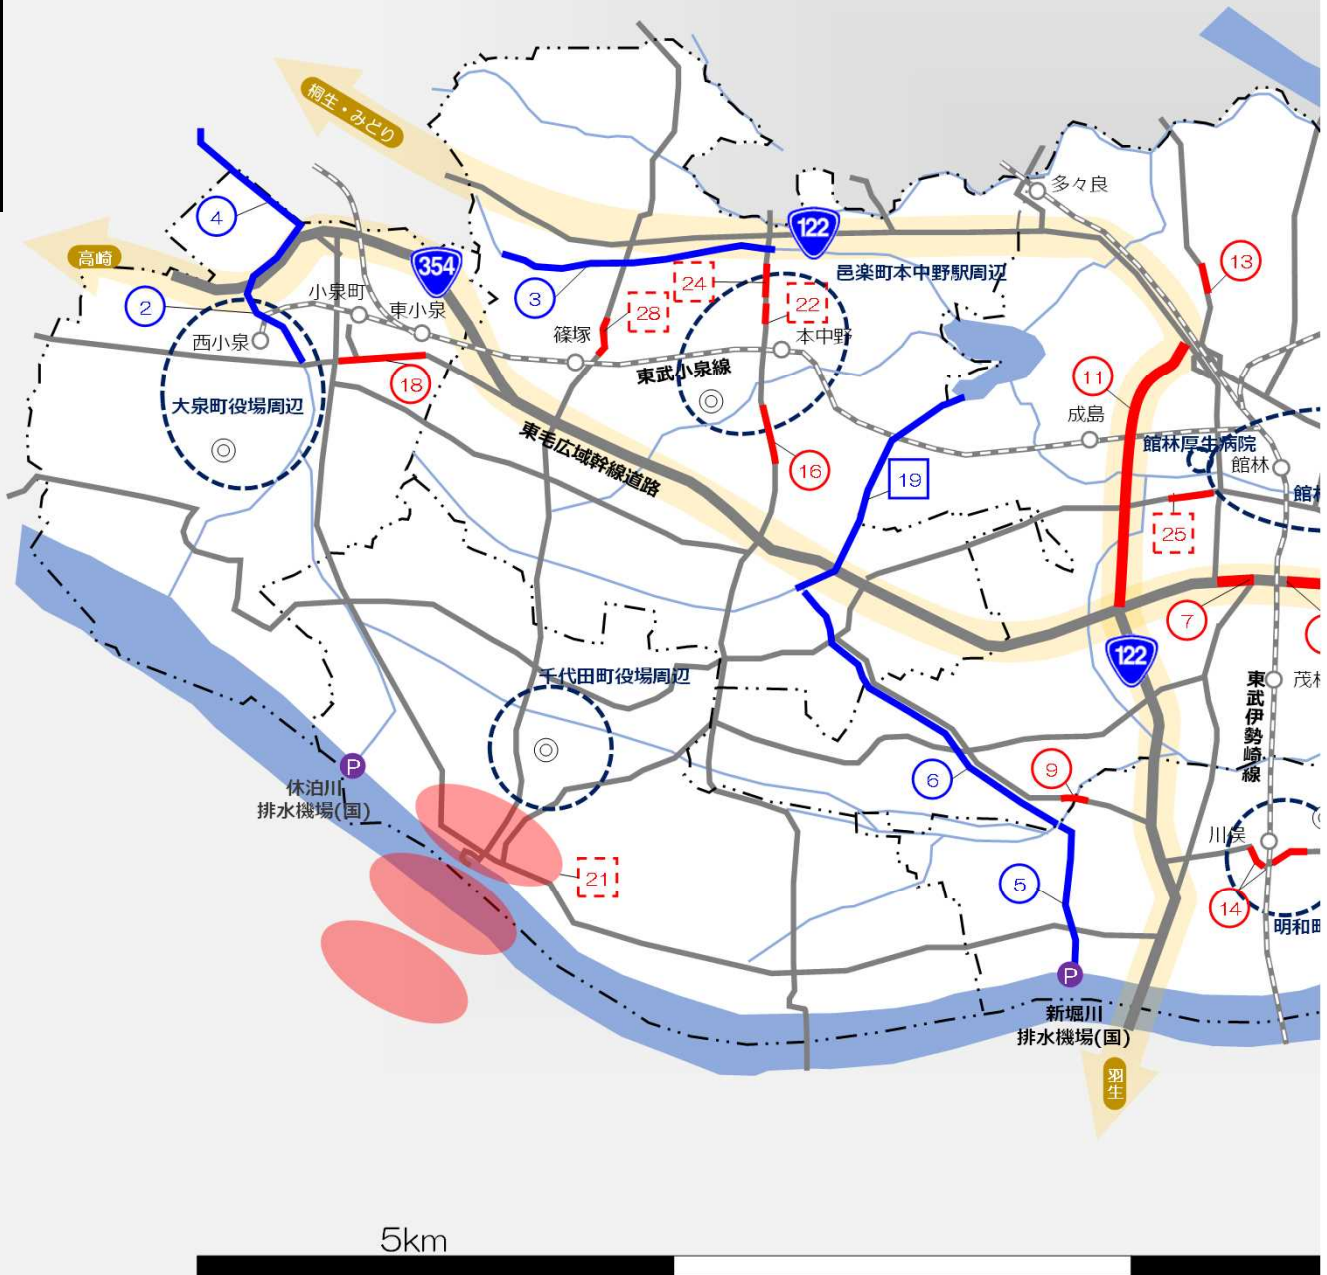 桐生・みどり
多々良
4
122
高崎
354
13
邑楽町本中野駅周辺
24
2
小泉町
3
22
28
東小泉
西小泉
篠塚
本中野
東武小泉線
11
18
大泉町役場周辺
成島
館林厚生病院
東毛広域幹線道路
16
館林
19
25
7
122
千代田町役場周辺
東武伊勢崎線
P
9
6
休泊川
排水機場(国)
川俣
21
5
14
P
新堀川
排水機場(国)
羽生
5km